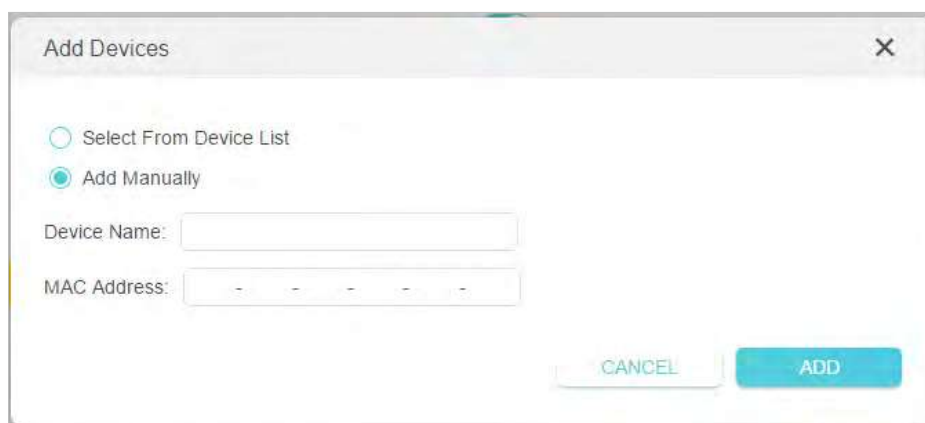 Add Devices
Select From Device List
Add Manually
Device Name:
MAC Address: - - - - -
CANCEL ADD